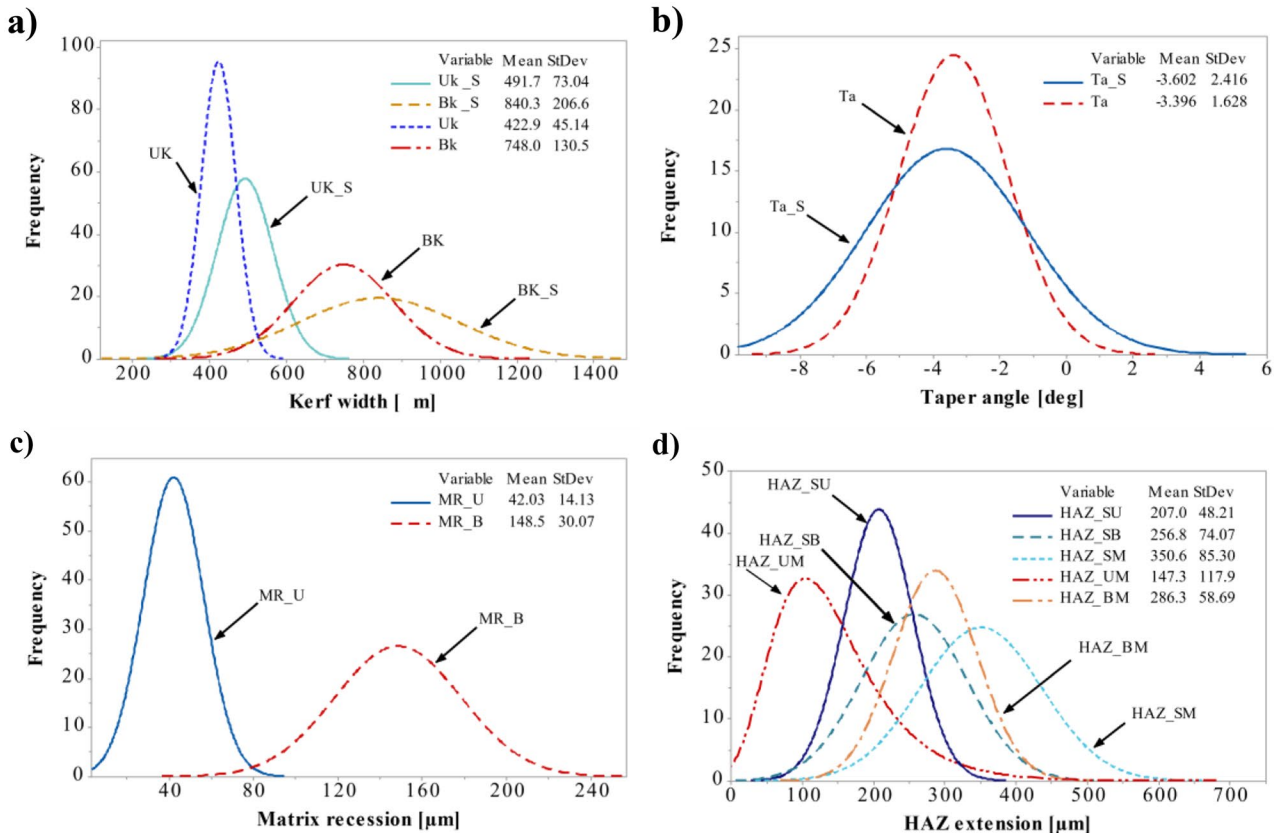 a)
100
80
60
40
20
0
Frequency
Variable Mean StDev
Uk _S 491.7 73.04
Bk _S 840.3 206.6
Uk 422.9 45.14
Bk 748.0 130.5
UK
UK_S
BK
BK_S
200 400 600 800 1000 1200 1400
Kerf width [ m]
b)
25
20
15
10
5
0
Frequency
Variable Mean StDev
Ta_S -3.602 2.416
Ta -3.396 1.628
Ta
Ta_S
-8 -6 -4 -2 0 2 4 6
Taper angle [deg]
c)
60
50
40
30
20
10
0
Frequency
Variable Mean StDev
MR_U 42.03 14.13
MR_B 148.5 30.07
MR_U
MR_B
40 80 120 160 200 240
Matrix recession [µm]
d)
50
40
30
20
10
0
Frequency
Variable Mean StDev
HAZ_SU 207.0 48.21
HAZ_SB 256.8 74.07
HAZ_SM 350.6 85.30
HAZ_UM 147.3 117.9
HAZ_BM 286.3 58.69
HAZ_SU
HAZ_SB
HAZ_UM
HAZ_BM
HAZ_SM
0 100 200 300 400 500 600 700
HAZ extension [µm]